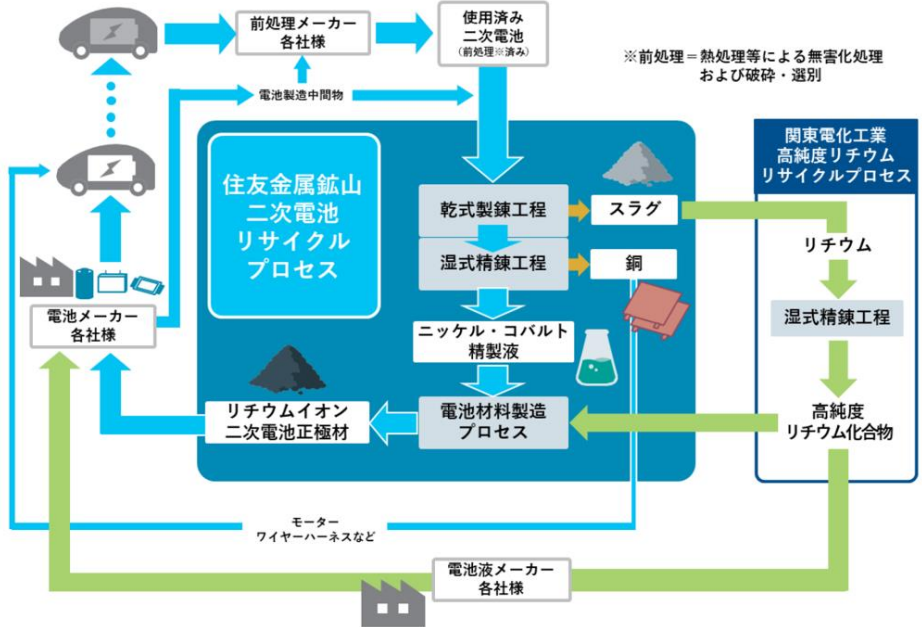 前処理メーカー
各社様
使用済み
二次電池
(前処理※済み)
※前処理＝熱処理等による無害化処理
および破砕・選別
電池製造中間物
住友金属鉱山
二次電池
リサイクル
プロセス
乾式製錬工程
スラグ
湿式精錬工程
銅
ニッケル・コバルト
精製液
電池材料製造
プロセス
リチウムイオン
二次電池正極材
電池メーカー
各社様
関東電化工業
高純度リチウム
リサイクルプロセス
リチウム
湿式精錬工程
高純度
リチウム化合物
モーター
ワイヤーハーネスなど
電池液メーカー
各社様